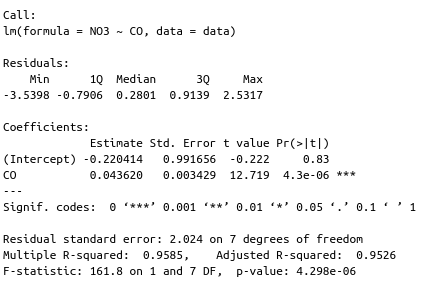 Call:
lm(formula = NO3 ~ CO, data = data)

Residuals:
    Min      1Q  Median      3Q     Max
-3.5398 -0.7906  0.2801  0.9139  2.5317

Coefficients:
             Estimate Std. Error t value Pr(>|t|)
(Intercept) -0.220414   0.991656  -0.222     0.83
CO           0.043620   0.003429  12.719  4.3e-06 ***
---
Signif. codes:  0 ‘***’ 0.001 ‘**’ 0.01 ‘*’ 0.05 ‘.’ 0.1 ‘ ’ 1

Residual standard error: 2.024 on 7 degrees of freedom
Multiple R-squared:  0.9585,    Adjusted R-squared:  0.9526
F-statistic: 161.8 on 1 and 7 DF,  p-value: 4.298e-06